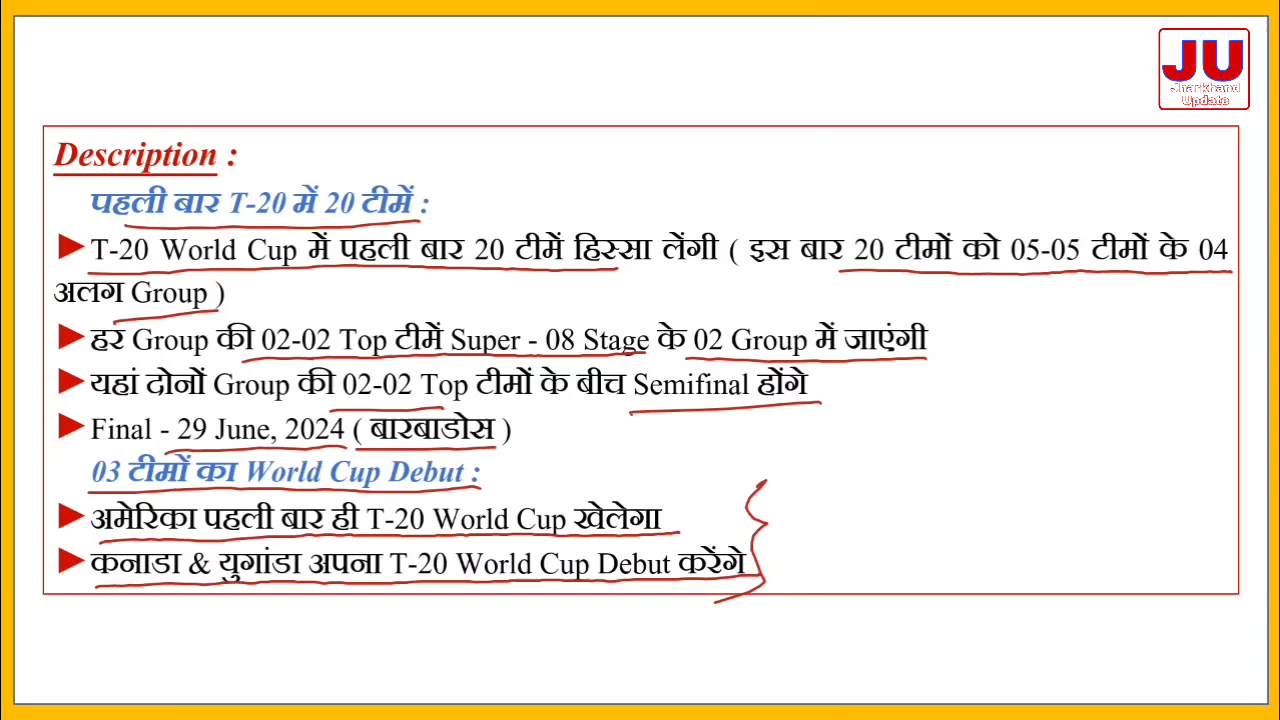 JU
Jharkhand
Update
Description :
पहली बार T-20 में 20 टीमें :
►T-20 World Cup में पहली बार 20 टीमें हिस्सा लेंगी ( इस बार 20 टीमों को 05-05 टीमों के 04
अलग Group )
►हर Group की 02-02 Top टीमें Super - 08 Stage के 02 Group में जाएंगी
►यहां दोनों Group की 02-02 Top टीमों के बीच Semifinal होंगे
►Final - 29 June, 2024 ( बारबाडोस )
03 टीमों का World Cup Debut :
►अमेरिका पहली बार ही T-20 World Cup खेलेगा
►कनाडा & युगांडा अपना T-20 World Cup Debut करेंगे